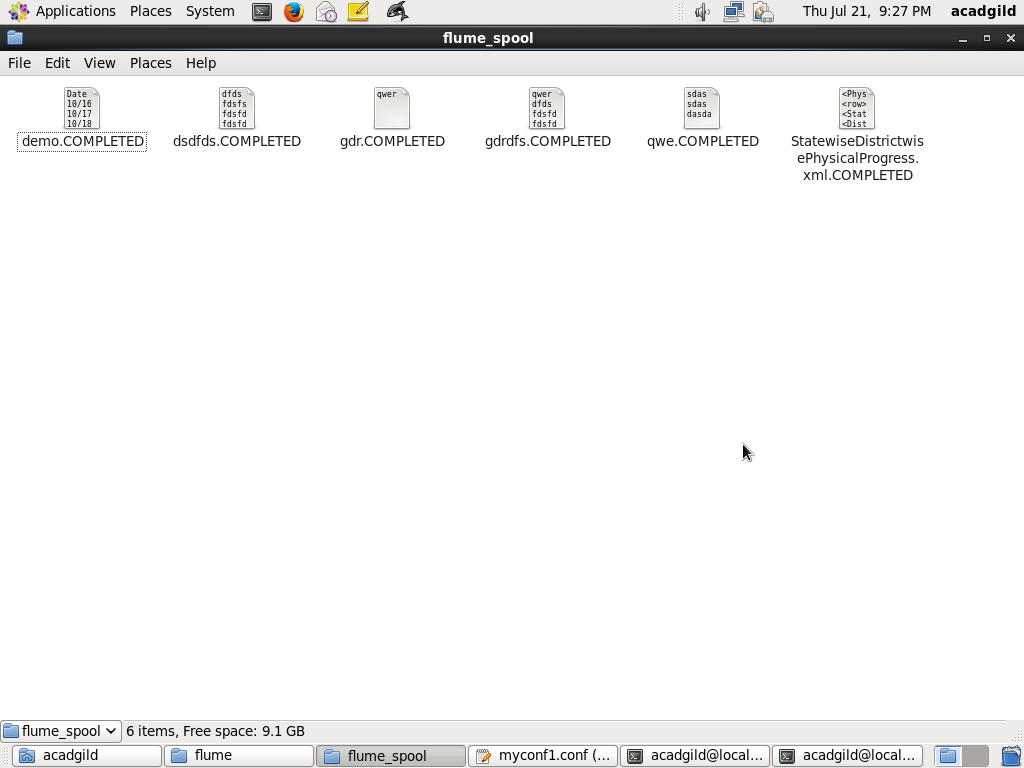 Applications Places System Thu Jul 21, 9:27 PM acadgild
flume_spool
File Edit View Places Help
Date
10/16
10/17
10/18
demo.COMPLETED
dfds
fdsfs
fdsfd
fdsfd
dsdfds.COMPLETED
qwer
gdr.COMPLETED
qwer
dfds
fdsfd
fdsfd
gdrdfs.COMPLETED
sdas
sdas
dasda
qwe.COMPLETED
<Phys
<row>
<Stat
<Dist
StatewiseDistrictwis
ePhysicalProgress.
xml.COMPLETED
flume_spool 6 items, Free space: 9.1 GB
acadgild flume flume_spool myconf1.conf (... acadgild@local... acadgild@local...